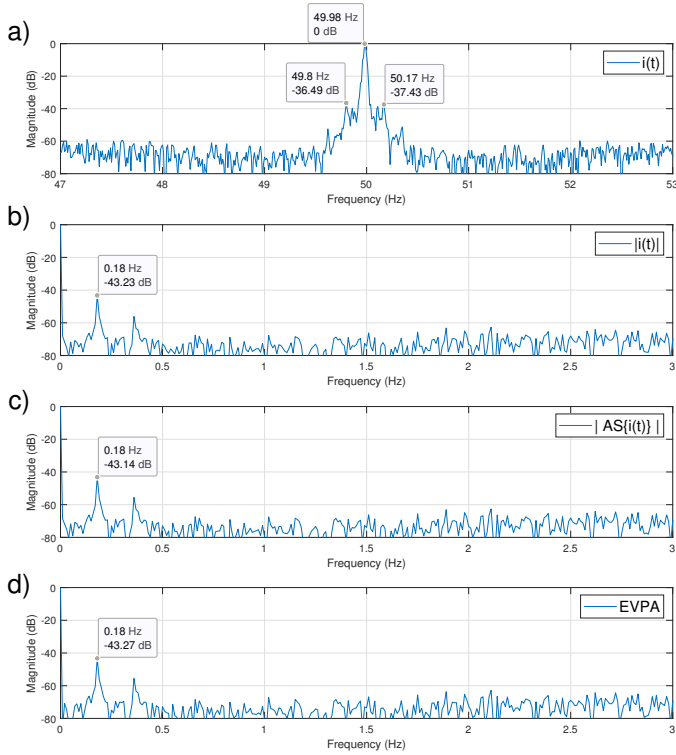 a)
49.98 Hz
0 dB
49.8 Hz
-36.49 dB
50.17 Hz
-37.43 dB
i(t)
Magnitude (dB)
0
-20
-40
-60
-80
47
48
49
50
51
52
53
Frequency (Hz)
b)
0.18 Hz
-43.23 dB
|i(t)|
Magnitude (dB)
0
-20
-40
-60
-80
0
0.5
1
1.5
2
2.5
3
Frequency (Hz)
c)
0.18 Hz
-43.14 dB
| AS{i(t)} |
Magnitude (dB)
0
-20
-40
-60
-80
0
0.5
1
1.5
2
2.5
3
Frequency (Hz)
d)
0.18 Hz
-43.27 dB
EVPA
Magnitude (dB)
0
-20
-40
-60
-80
0
0.5
1
1.5
2
2.5
3
Frequency (Hz)